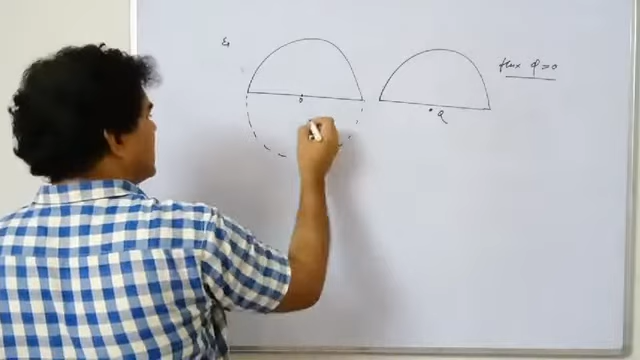 flux φ = 0
Q